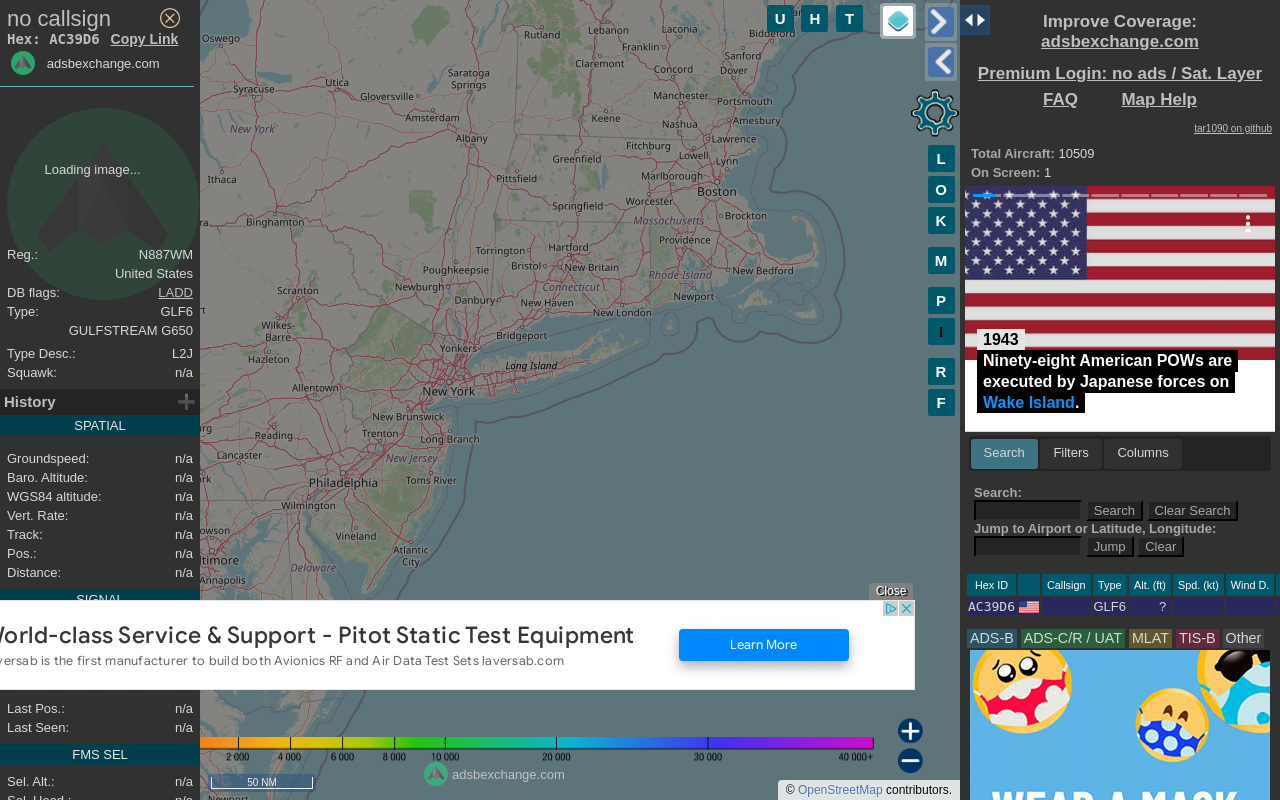 no callsign
Hex: AC39D6 Copy Link
adsbexchange.com
Loading image...
Reg.: N887WM
United States
DB flags: LADD
Type: GLF6
GULFSTREAM G650
Type Desc.: L2J
Squawk: n/a
History
SPATIAL
Groundspeed: n/a
Baro. Altitude: n/a
WGS84 altitude: n/a
Vert. Rate: n/a
Track: n/a
Pos.: n/a
Distance: n/a
SIGNAL
Last Pos.: n/a
Last Seen: n/a
FMS SEL
Sel. Alt.: n/a
Sel. Head.: n/a
U H T
L
O
K
M
P
I
R
F
Oswego
Rutland
Lebanon
Laconia
Biddeford
Franklin
Sanford
Claremont
Concord
Dover
Utica
Saratoga
Springs
Syracuse
Gloversville
Manchester
Portsmouth
Amsterdam
Keene
Nashua
Amesbury
New York
Albany
Fitchburg
Lawrence
Lowell
Lynn
Greenfield
Ithaca
Pittsfield
Marlborough
Boston
Worcester
Springfield
Massachusetts
Brockton
Binghamton
Providence
Torrington
Hartford
Bristol
New Britain
New Bedford
Poughkeepsie
Rhode Island
Connecticut
Newburgh
Scranton
Danbury
New Haven
Newport
New London
Wilkes-
Barre
Bridgeport
Hazleton
Yonkers
Long Island
Allentown
New York
New Brunswick
Reading
Trenton
Long Branch
Lancaster
New Jersey
Philadelphia
Toms River
Wilmington
Vineland
Atlantic
City
Annapolis
Delaware
Close
World-class Service & Support - Pitot Static Test Equipment
versab is the first manufacturer to build both Avionics RF and Air Data Test Sets laversab.com
Learn More
2 000 4 000 6 000 8 000 10 000 20 000 30 000 40 000+
adsbexchange.com
50 NM
© OpenStreetMap contributors.
Improve Coverage:
adsbexchange.com
Premium Login: no ads / Sat. Layer
FAQ Map Help
tar1090 on github
Total Aircraft: 10509
On Screen: 1
1943
Ninety-eight American POWs are
executed by Japanese forces on
Wake Island.
Search Filters Columns
Search:
Search Clear Search
Jump to Airport or Latitude, Longitude:
Jump Clear
Hex ID Callsign Type Alt. (ft) Spd. (kt) Wind D.
AC39D6 GLF6 ?
ADS-B ADS-C/R / UAT MLAT TIS-B Other
WEAR A MASK